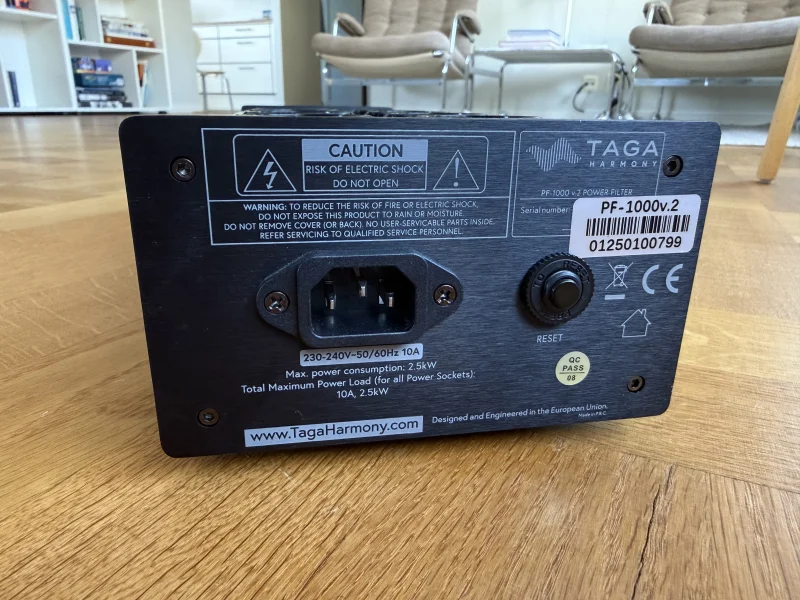 CAUTION
RISK OF ELECTRIC SHOCK
DO NOT OPEN
WARNING: TO REDUCE THE RISK OF FIRE OR ELECTRIC SHOCK,
DO NOT EXPOSE THIS PRODUCT TO RAIN OR MOISTURE
DO NOT REMOVE COVER (OR BACK). NO USER-SERVICABLE PARTS INSIDE.
REFER SERVICING TO QUALIFIED SERVICE PERSONNEL.
TAGA
HARMONY
PF-1000 v.2 POWER FILTER
Serial number:
PF-1000v.2
01250100799
230-240V~50/60Hz 10A
Max. power consumption: 2.5kW
Total Maximum Power Load (for all Power Sockets):
10A, 2.5kW
RESET
CE
QC
PASS
08
www.TagaHarmony.com
Designed and Engineered in the European Union.
Made in P.R.C.